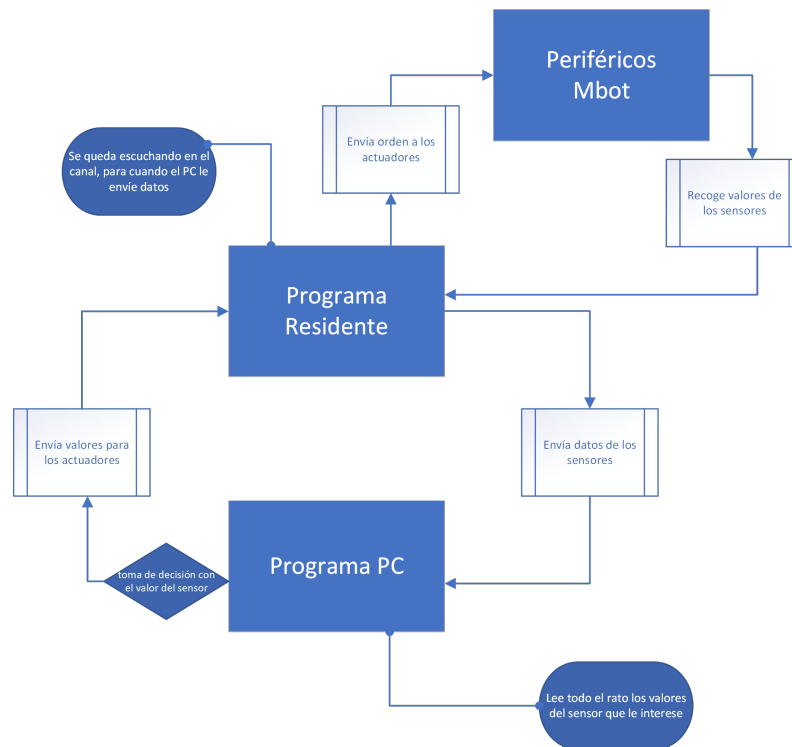 Periféricos
Mbot
Envía orden a los
actuadores
Se queda escuchando en el
canal, para cuando el PC le
envíe datos
Recoge valores de
los sensores
Programa
Residente
Envía valores para
los actuadores
Envía datos de los
sensores
Programa PC
toma de decisión con
el valor del sensor
Lee todo el rato los valores
del sensor que le interese